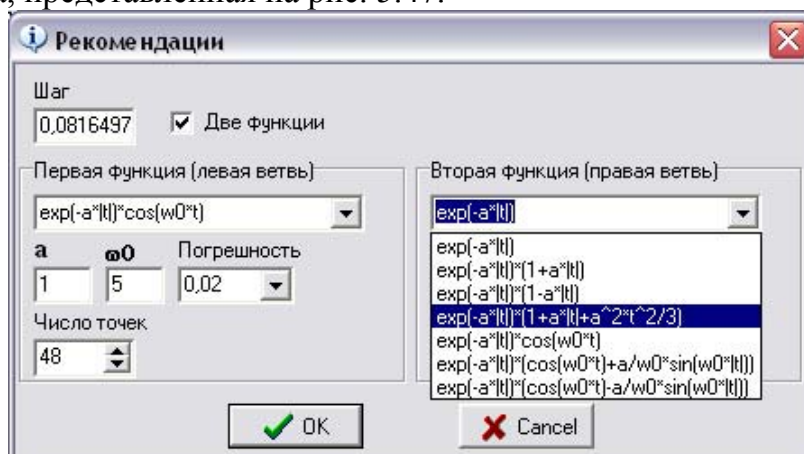 , представленная на рис. 3.47.
Рекомендации
Шаг
0,0816497
Две функции
Первая функция (левая ветвь)
exp(-a*|t|)*cos(w0*t)
a ω0 Погрешность
1 5 0,02
Число точек
48
Вторая функция (правая ветвь)
exp(-a*|t|)
exp(-a*|t|)
exp(-a*|t|)*(1+a*|t|)
exp(-a*|t|)*(1-a*|t|)
exp(-a*|t|)*(1+a*|t|+a^2*t^2/3)
exp(-a*|t|)*cos(w0*t)
exp(-a*|t|)*(cos(w0*t)+a/w0*sin(w0*|t|))
exp(-a*|t|)*(cos(w0*t)-a/w0*sin(w0*|t|))
OK
Cancel